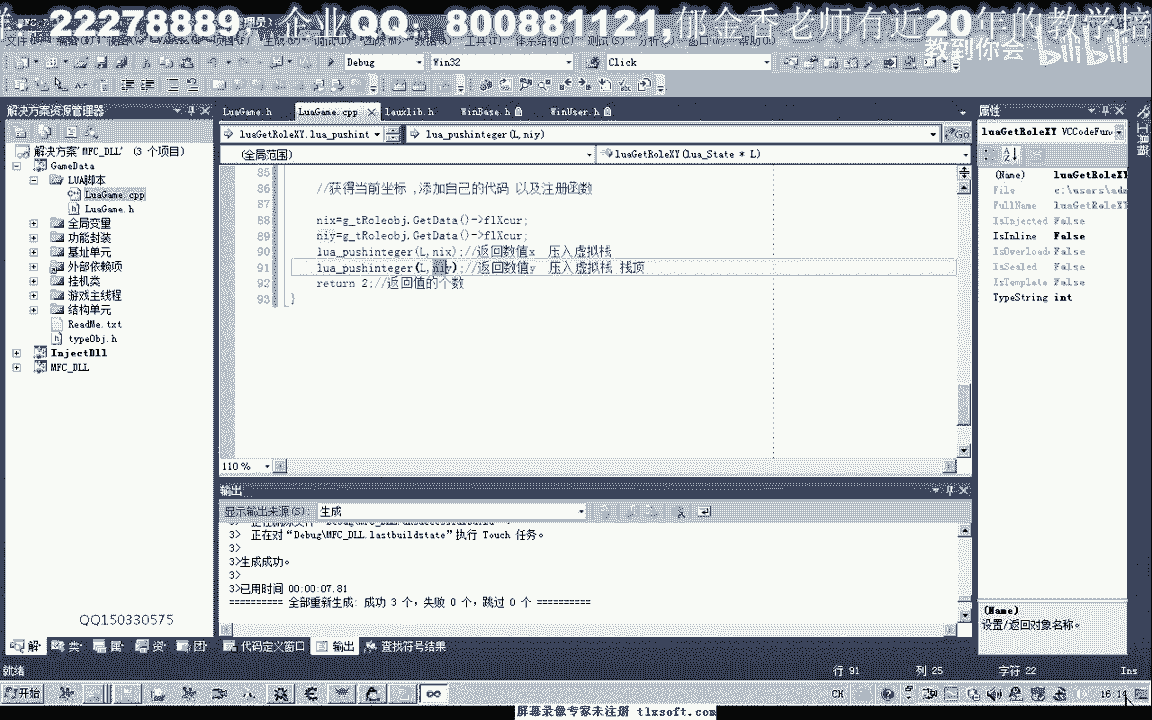 22278889, 企业QQ: 800881121,郁金香老师有近20年的教学培
教到你会 bilibili
Debug Win32 Click
解决方案资源管理器
解决方案"MFC_DLL" (3 个项目)
GameData
LUA脚本
LuaGame.cpp
LuaGame.h
全局变量
功能封装
基址单元
外部依赖项
挂机类
游戏主线程
结构单元
ReadMe.txt
typeObj.h
InjectDll
MFC_DLL
QQ150330575
LuaGame.h LuaGame.cpp lauxlib.h WinBase.h WinUser.h
luaGetRoleXY.lua_pushint lua_pushinteger(L,niy) Go
(全局范围) luaGetRoleXY(lua_State * L)
85
86 //获得当前坐标 ,添加自己的代码 以及注册函数
87
88 nix=g_tRoleobj.GetData()->flXcur;
89 niy=g_tRoleobj.GetData()->flXcur;
90 lua_pushinteger(L,nix);//返回数值x 压入虚拟栈
91 lua_pushinteger(L,niy);//返回数值y 压入虚拟栈 栈顶
92 return 2;//返回值的个数
93 }
110 %
输出
显示输出来源(S): 生成
3> 正在对"Debug\MFC_DLL.lastbuildstate"执行 Touch 任务。
3>
3>生成成功。
3>
3>已用时间 00:00:07.81
========== 全部重新生成: 成功 3 个，失败 0 个，跳过 0 个 ==========
解 类 属 资 团 代码定义窗口 输出 查找符号结果
属性
luaGetRoleXY VCCodeFun
(Name) luaGetRoleX
File c:\users\adm
FullName luaGetRoleXY
IsInjected False
IsInline False
IsOverload False
IsSealed False
IsTemplate False
TypeString int
(Name)
设置/返回对象名称。
工具箱
就绪 行 91 列 25 字符 22 Ins
开始 CH
屏幕录像专家未注册 tlxsoft.com